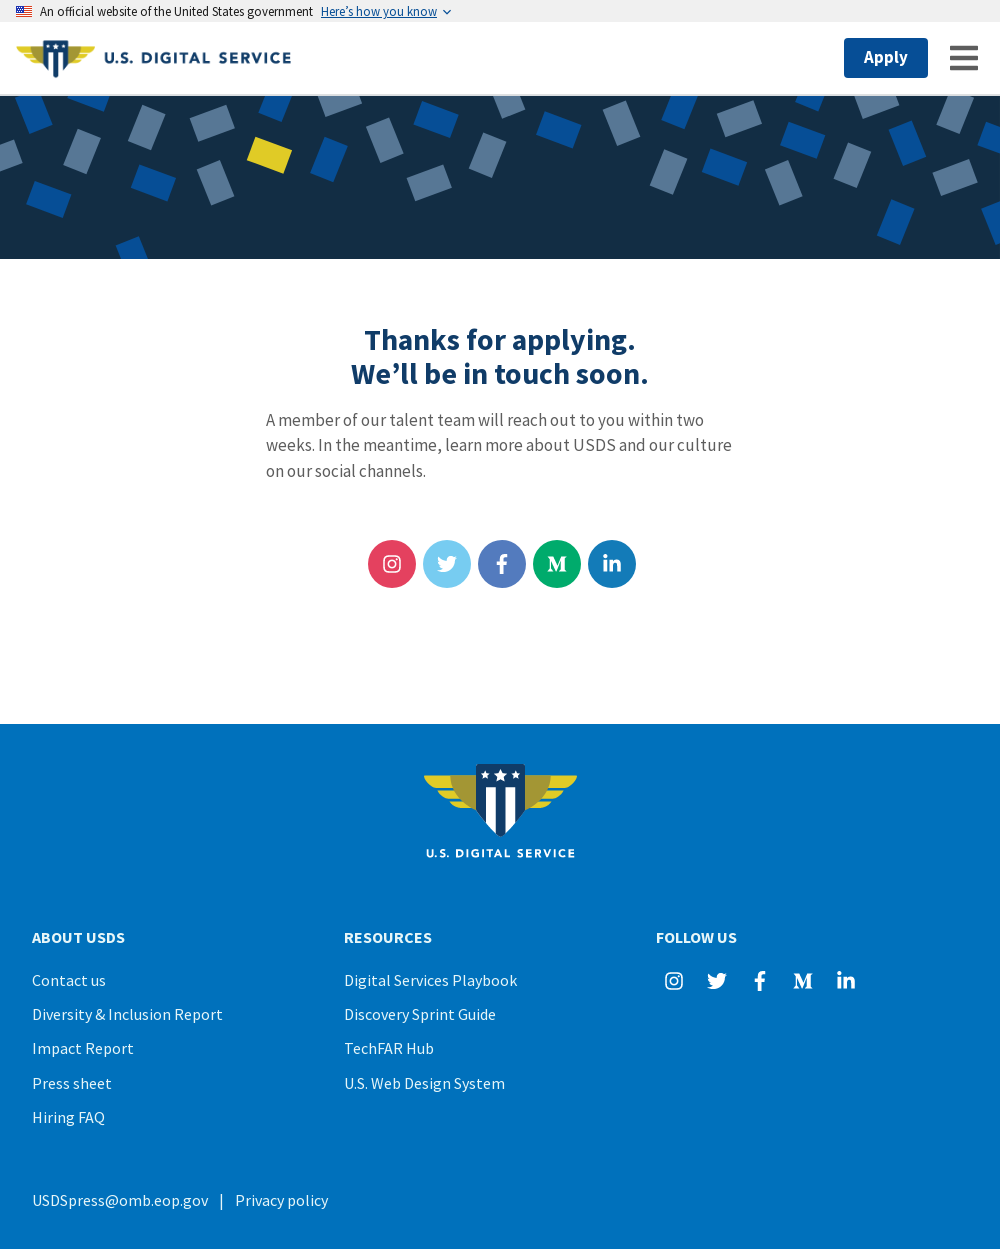 An official website of the United States government Here’s how you know
U.S. DIGITAL SERVICE
Apply
Thanks for applying.
We’ll be in touch soon.
A member of our talent team will reach out to you within two
weeks. In the meantime, learn more about USDS and our culture
on our social channels.
U.S. DIGITAL SERVICE
ABOUT USDS
Contact us
Diversity & Inclusion Report
Impact Report
Press sheet
Hiring FAQ
RESOURCES
Digital Services Playbook
Discovery Sprint Guide
TechFAR Hub
U.S. Web Design System
FOLLOW US
USDSpress@omb.eop.gov | Privacy policy